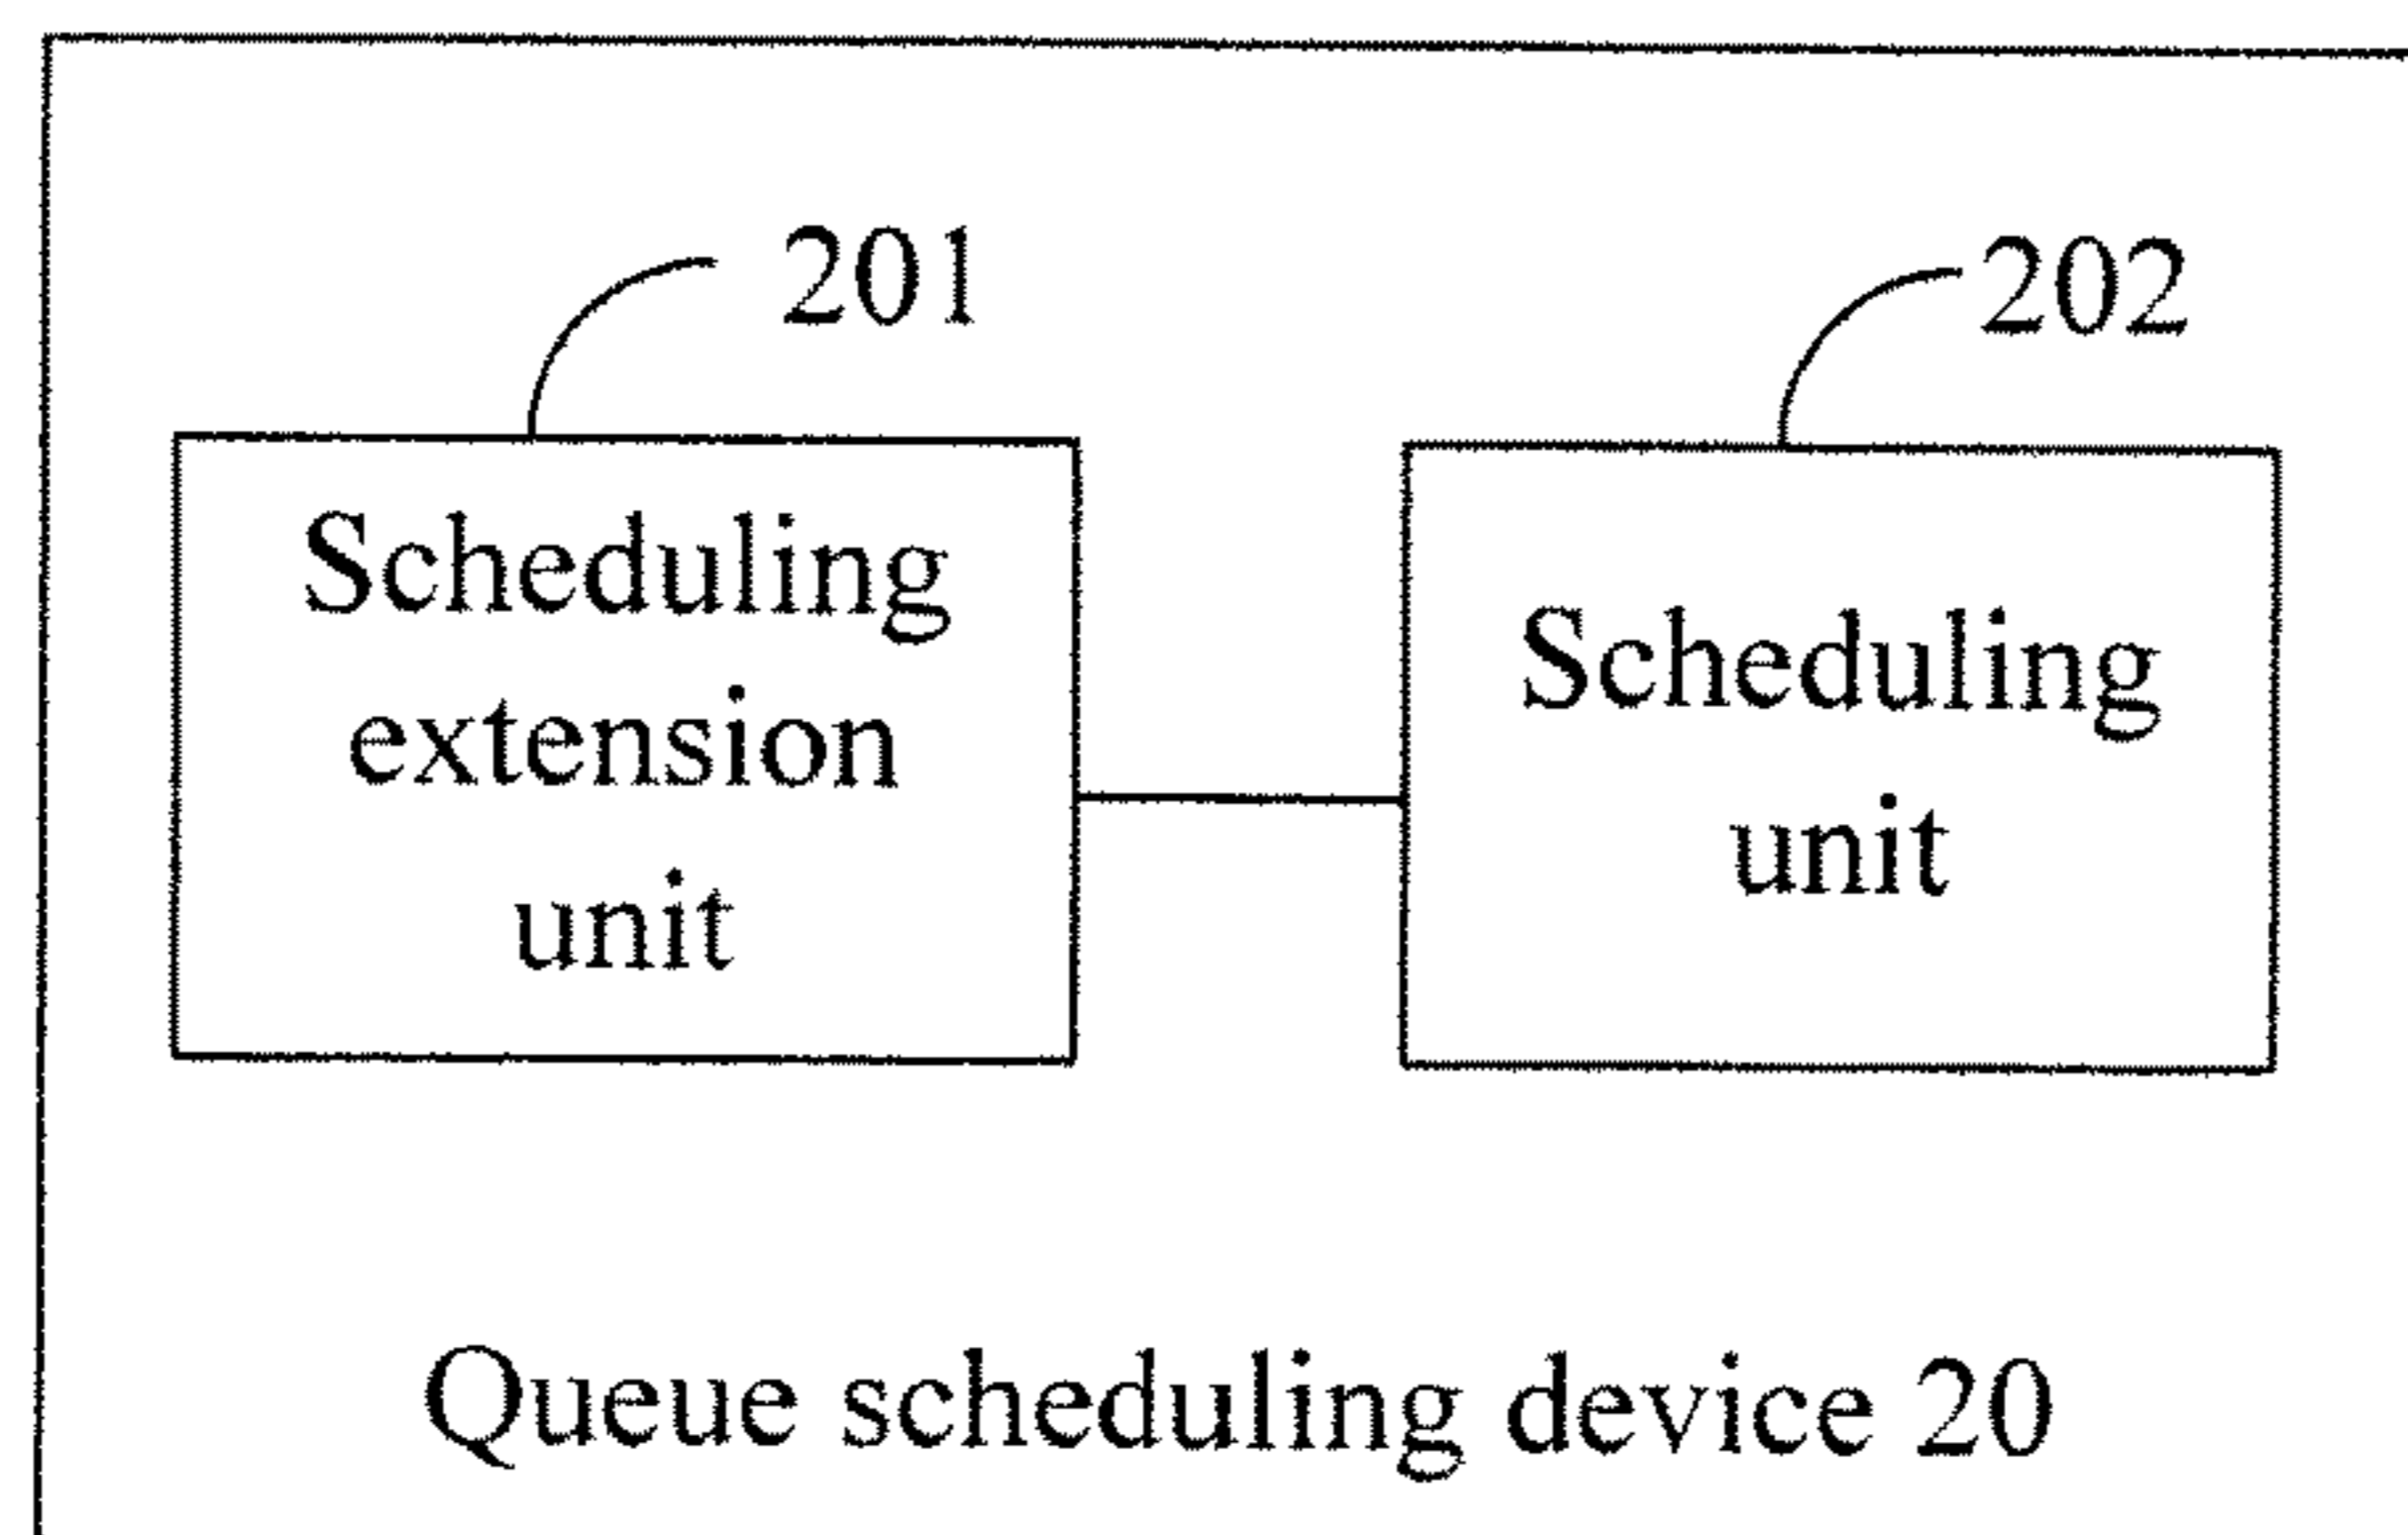 201
202
Scheduling
extension
unit
Scheduling
unit
Queue scheduling device 20